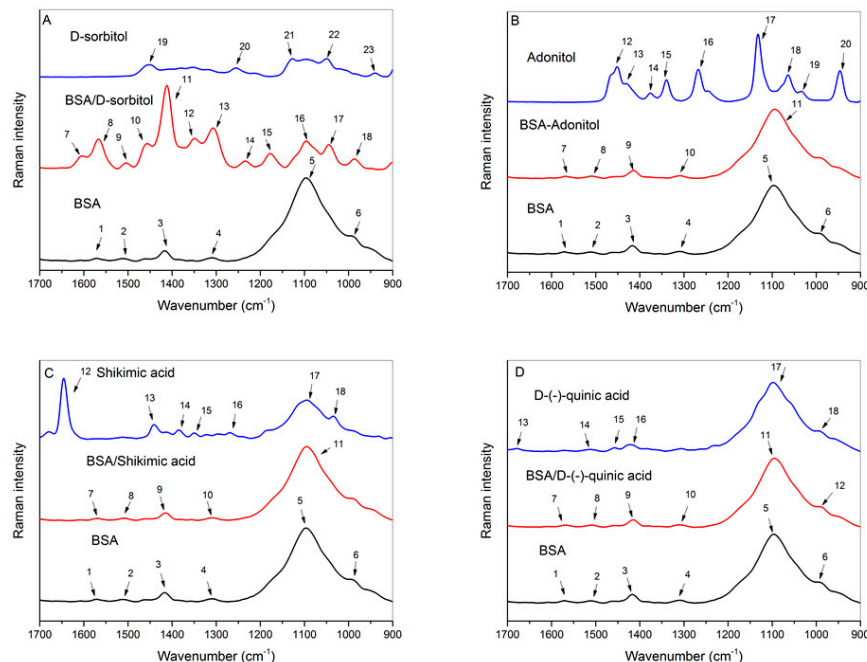 A
D-sorbitol
19
20
21
22
23
BSA/D-sorbitol
7
8
9
10
11
12
13
14
15
16
17
18
BSA
1
2
3
4
5
6
Raman intensity
1700 1600 1500 1400 1300 1200 1100 1000 900
Wavenumber (cm⁻¹)
B
Adonitol
12
13
14
15
16
17
18
19
20
BSA-Adonitol
7
8
9
10
11
BSA
1
2
3
4
5
6
Raman intensity
1700 1600 1500 1400 1300 1200 1100 1000 900
Wavenumber (cm⁻¹)
C
Shikimic acid
12
13
14
15
16
17
18
BSA/Shikimic acid
7
8
9
10
11
BSA
1
2
3
4
5
6
Raman intensity
1700 1600 1500 1400 1300 1200 1100 1000 900
Wavenumber (cm⁻¹)
D
D-(-)-quinic acid
13
14
15
16
17
18
BSA/D-(-)-quinic acid
7
8
9
10
11
12
BSA
1
2
3
4
5
6
Raman intensity
1700 1600 1500 1400 1300 1200 1100 1000 900
Wavenumber (cm⁻¹)